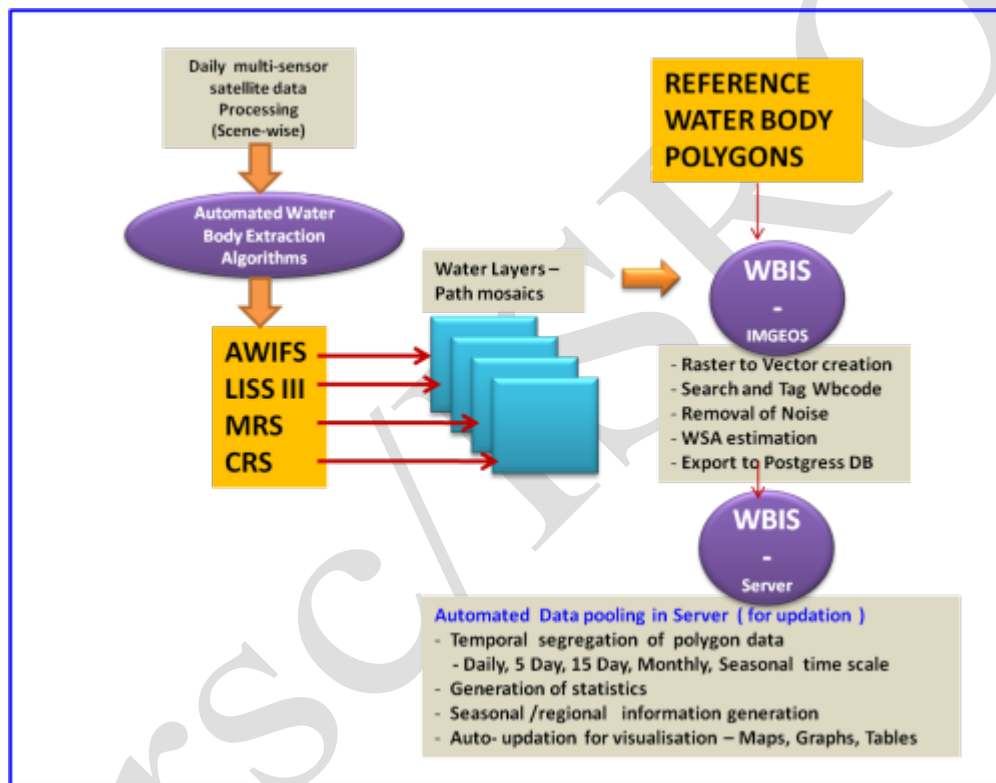 Daily multi-sensor
satellite data
Processing
(Scene-wise)
Automated Water
Body Extraction
Algorithms
AWIFS
LISS III
MRS
CRS
Water Layers –
Path mosaics
REFERENCE
WATER BODY
POLYGONS
WBIS
-
IMGEOS
- Raster to Vector creation
- Search and Tag Wbcode
- Removal of Noise
- WSA estimation
- Export to Postgress DB
WBIS
-
Server
Automated Data pooling in Server ( for updation )
- Temporal segregation of polygon data
- Daily, 5 Day, 15 Day, Monthly, Seasonal time scale
- Generation of statistics
- Seasonal /regional information generation
- Auto- updation for visualisation – Maps, Graphs, Tables
rsc/ISRO